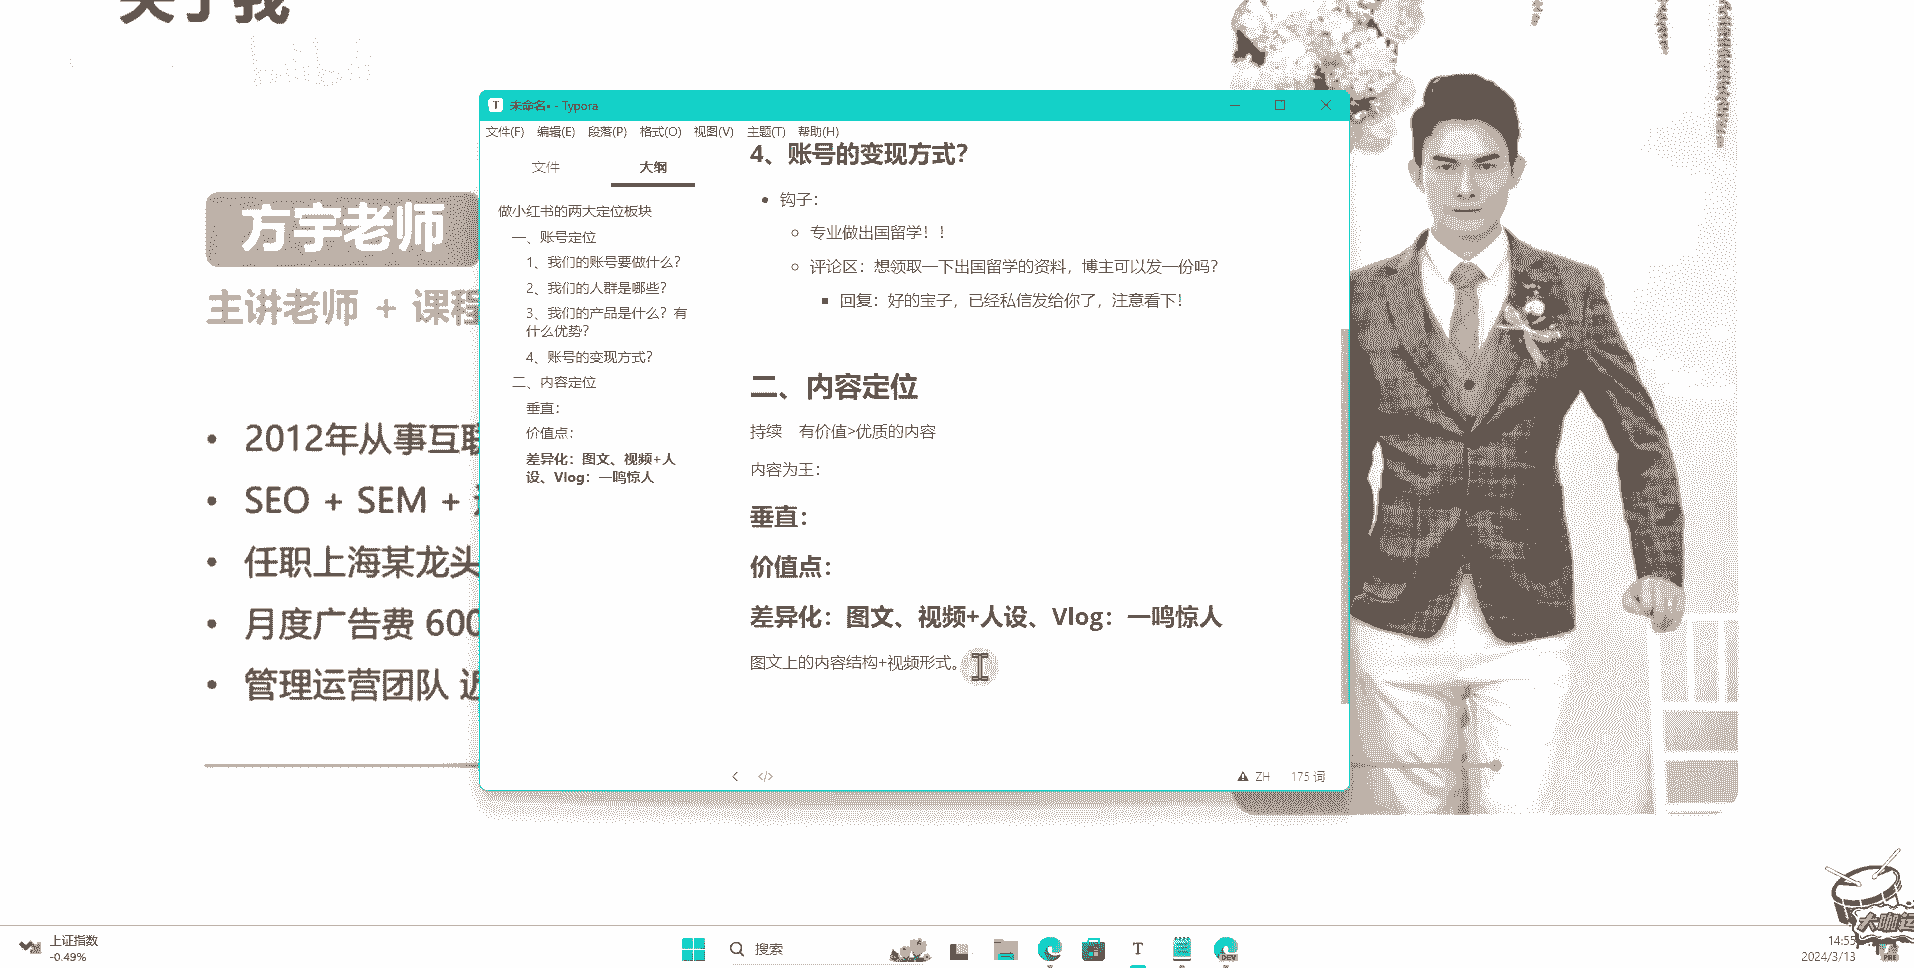 关于我
bilibili
方宇老师
主讲老师 + 课程
• 2012年从事互联
• SEO + SEM +
• 任职上海某龙头
• 月度广告费 600
• 管理运营团队 近
T 未命名• - Typora
文件(F) 编辑(E) 段落(P) 格式(O) 视图(V) 主题(T) 帮助(H)
文件 大纲
做小红书的两大定位板块
一、账号定位
1、我们的账号要做什么？
2、我们的人群是哪些？
3、我们的产品是什么？有
什么优势？
4、账号的变现方式？
二、内容定位
垂直：
价值点：
差异化：图文、视频+人
设、Vlog：一鸣惊人
4、账号的变现方式？
• 钩子：
专业做出国留学！！
评论区：想领取一下出国留学的资料，博主可以发一份吗？
回复：好的宝子，已经私信发给你了，注意看下！
二、内容定位
持续 有价值>优质的内容
内容为王：
垂直：
价值点：
差异化：图文、视频+人设、Vlog：一鸣惊人
图文上的内容结构+视频形式。
ZH 175 词
上证指数
-0.49%
搜索
T
DEV
14:55
2024/3/13
PRE
大咖运